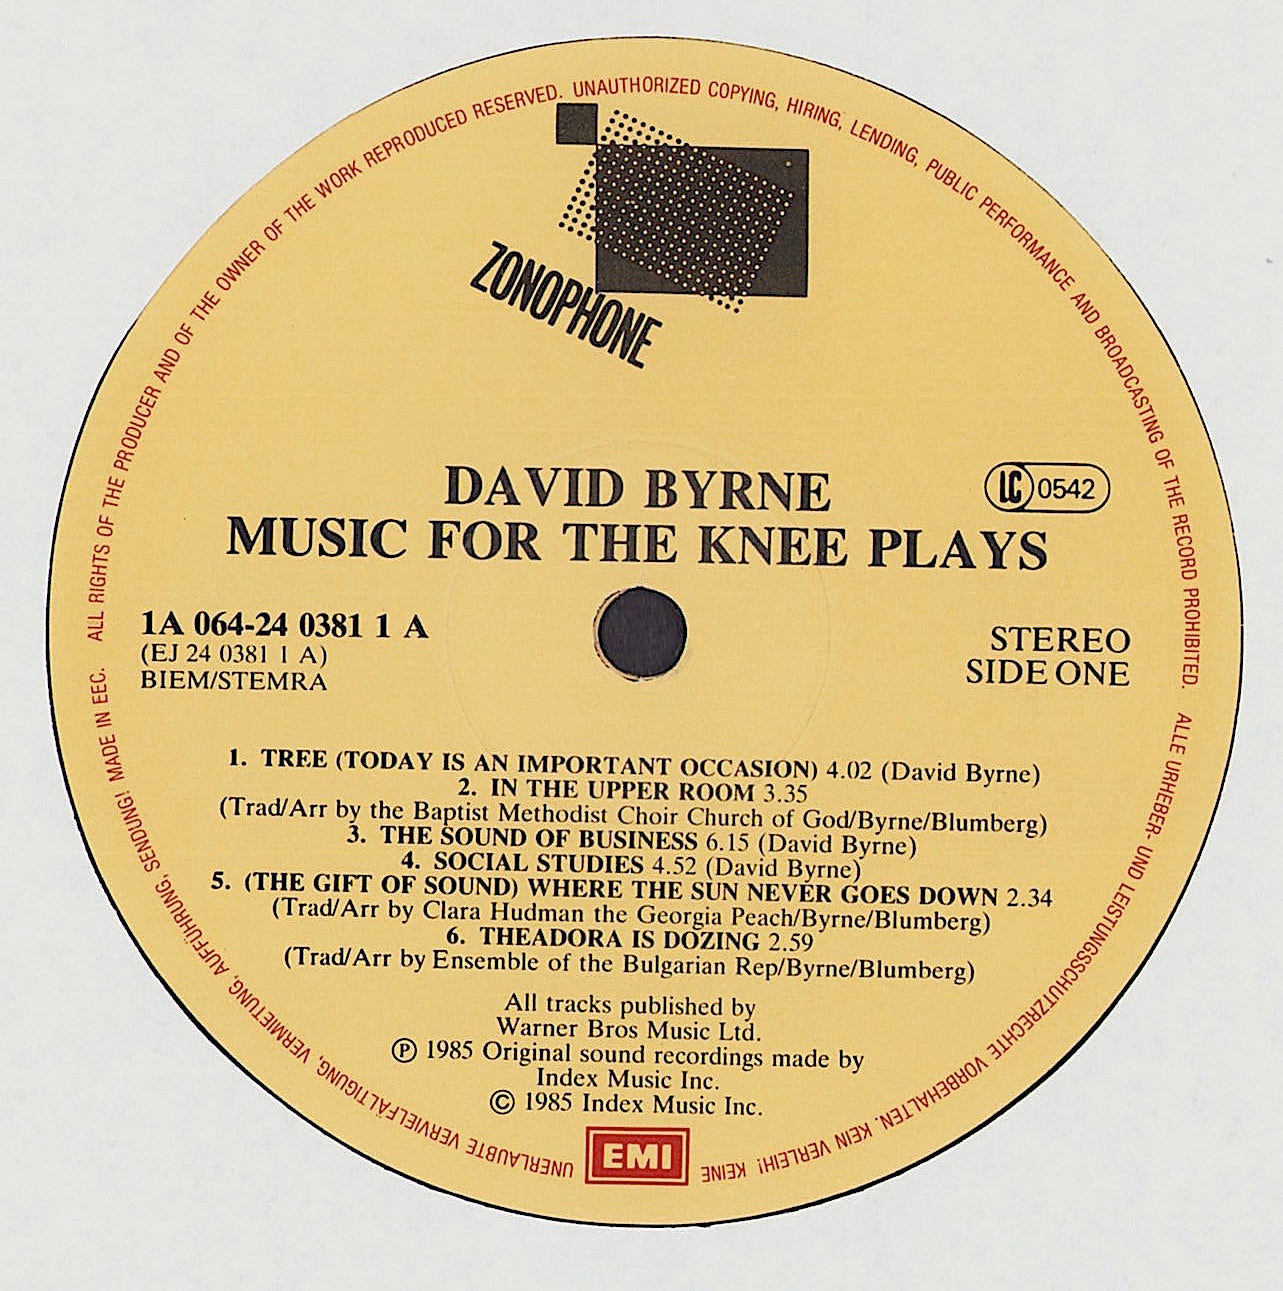 ALL RIGHTS OF THE PRODUCER AND OF THE OWNER OF THE WORK REPRODUCED RESERVED. UNAUTHORIZED COPYING, HIRING, LENDING, PUBLIC PERFORMANCE AND BROADCASTING OF THE RECORD PROHIBITED.
ZONOPHONE
DAVID BYRNE
LC 0542
MUSIC FOR THE KNEE PLAYS
1A 064-24 0381 1 A
(EJ 24 0381 1 A)
BIEM/STEMRA
STEREO
SIDE ONE
1. TREE (TODAY IS AN IMPORTANT OCCASION) 4.02 (David Byrne)
2. IN THE UPPER ROOM 3.35
(Trad/Arr by the Baptist Methodist Choir Church of God/Byrne/Blumberg)
3. THE SOUND OF BUSINESS 6.15 (David Byrne)
4. SOCIAL STUDIES 4.52 (David Byrne)
5. (THE GIFT OF SOUND) WHERE THE SUN NEVER GOES DOWN 2.34
(Trad/Arr by Clara Hudman the Georgia Peach/Byrne/Blumberg)
6. THEADORA IS DOZING 2.59
(Trad/Arr by Ensemble of the Bulgarian Rep/Byrne/Blumberg)
All tracks published by
Warner Bros Music Ltd.
℗ 1985 Original sound recordings made by
Index Music Inc.
© 1985 Index Music Inc.
EMI
ALLE URHEBER- UND LEISTUNGSSCHUTZRECHTE VORBEHALTEN. KEIN VERLEIH! KEINE UNERLAUBTE VERVIELFÄLTIGUNG, VERMIETUNG, AUFFÜHRUNG, SENDUNG! MADE IN EEC.